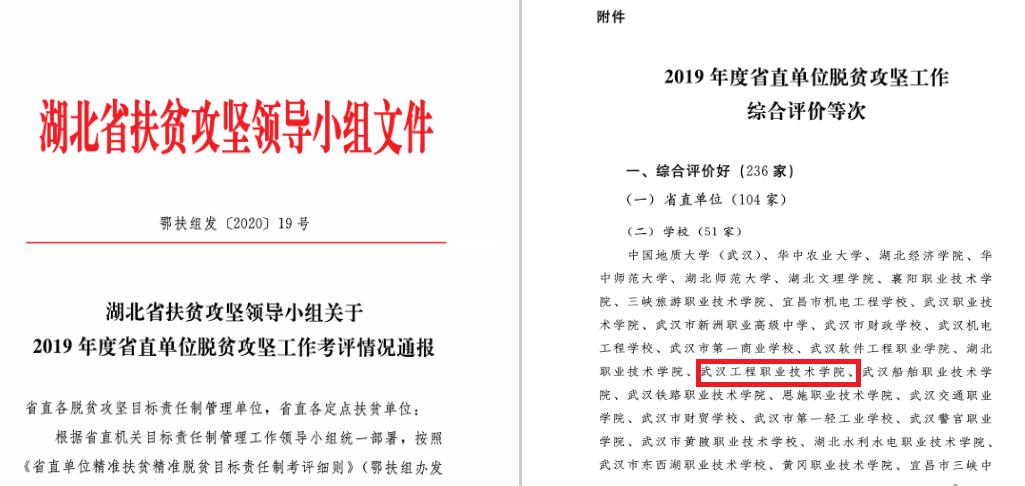 湖北省扶贫攻坚领导小组文件
鄂扶组发〔2020〕19 号
湖北省扶贫攻坚领导小组关于
2019 年度省直单位脱贫攻坚工作考评情况通报
省直各脱贫攻坚目标责任制管理单位，省直各定点扶贫单位：
根据省直机关目标责任制管理工作领导小组统一部署，按照
《省直单位精准扶贫精准脱贫目标责任制考评细则》（鄂扶组办发
附件
2019 年度省直单位脱贫攻坚工作
综合评价等次
一、综合评价好（236 家）
（一）省直单位（104 家）
（二）学校（51 家）
中国地质大学（武汉）、华中农业大学、湖北经济学院、华
中师范大学、湖北师范大学、湖北文理学院、襄阳职业技术学
院、三峡旅游职业技术学院、宜昌市机电工程学校、武汉职业技
术学院、武汉市新洲职业高级中学、武汉市财政学校、武汉机电
工程学校、武汉市第一商业学校、武汉软件工程职业学院、湖北
职业技术学院、武汉工程职业技术学院、武汉船舶职业技术学
院、武汉铁路职业技术学院、恩施职业技术学院、武汉交通职业
学院、武汉市财贸学校、武汉市第一轻工业学校、武汉警官职业
学院、武汉市黄陂职业技术学校、湖北水利水电职业技术学院、
武汉市东西湖职业技术学校、黄冈职业技术学院、宜昌市三峡中